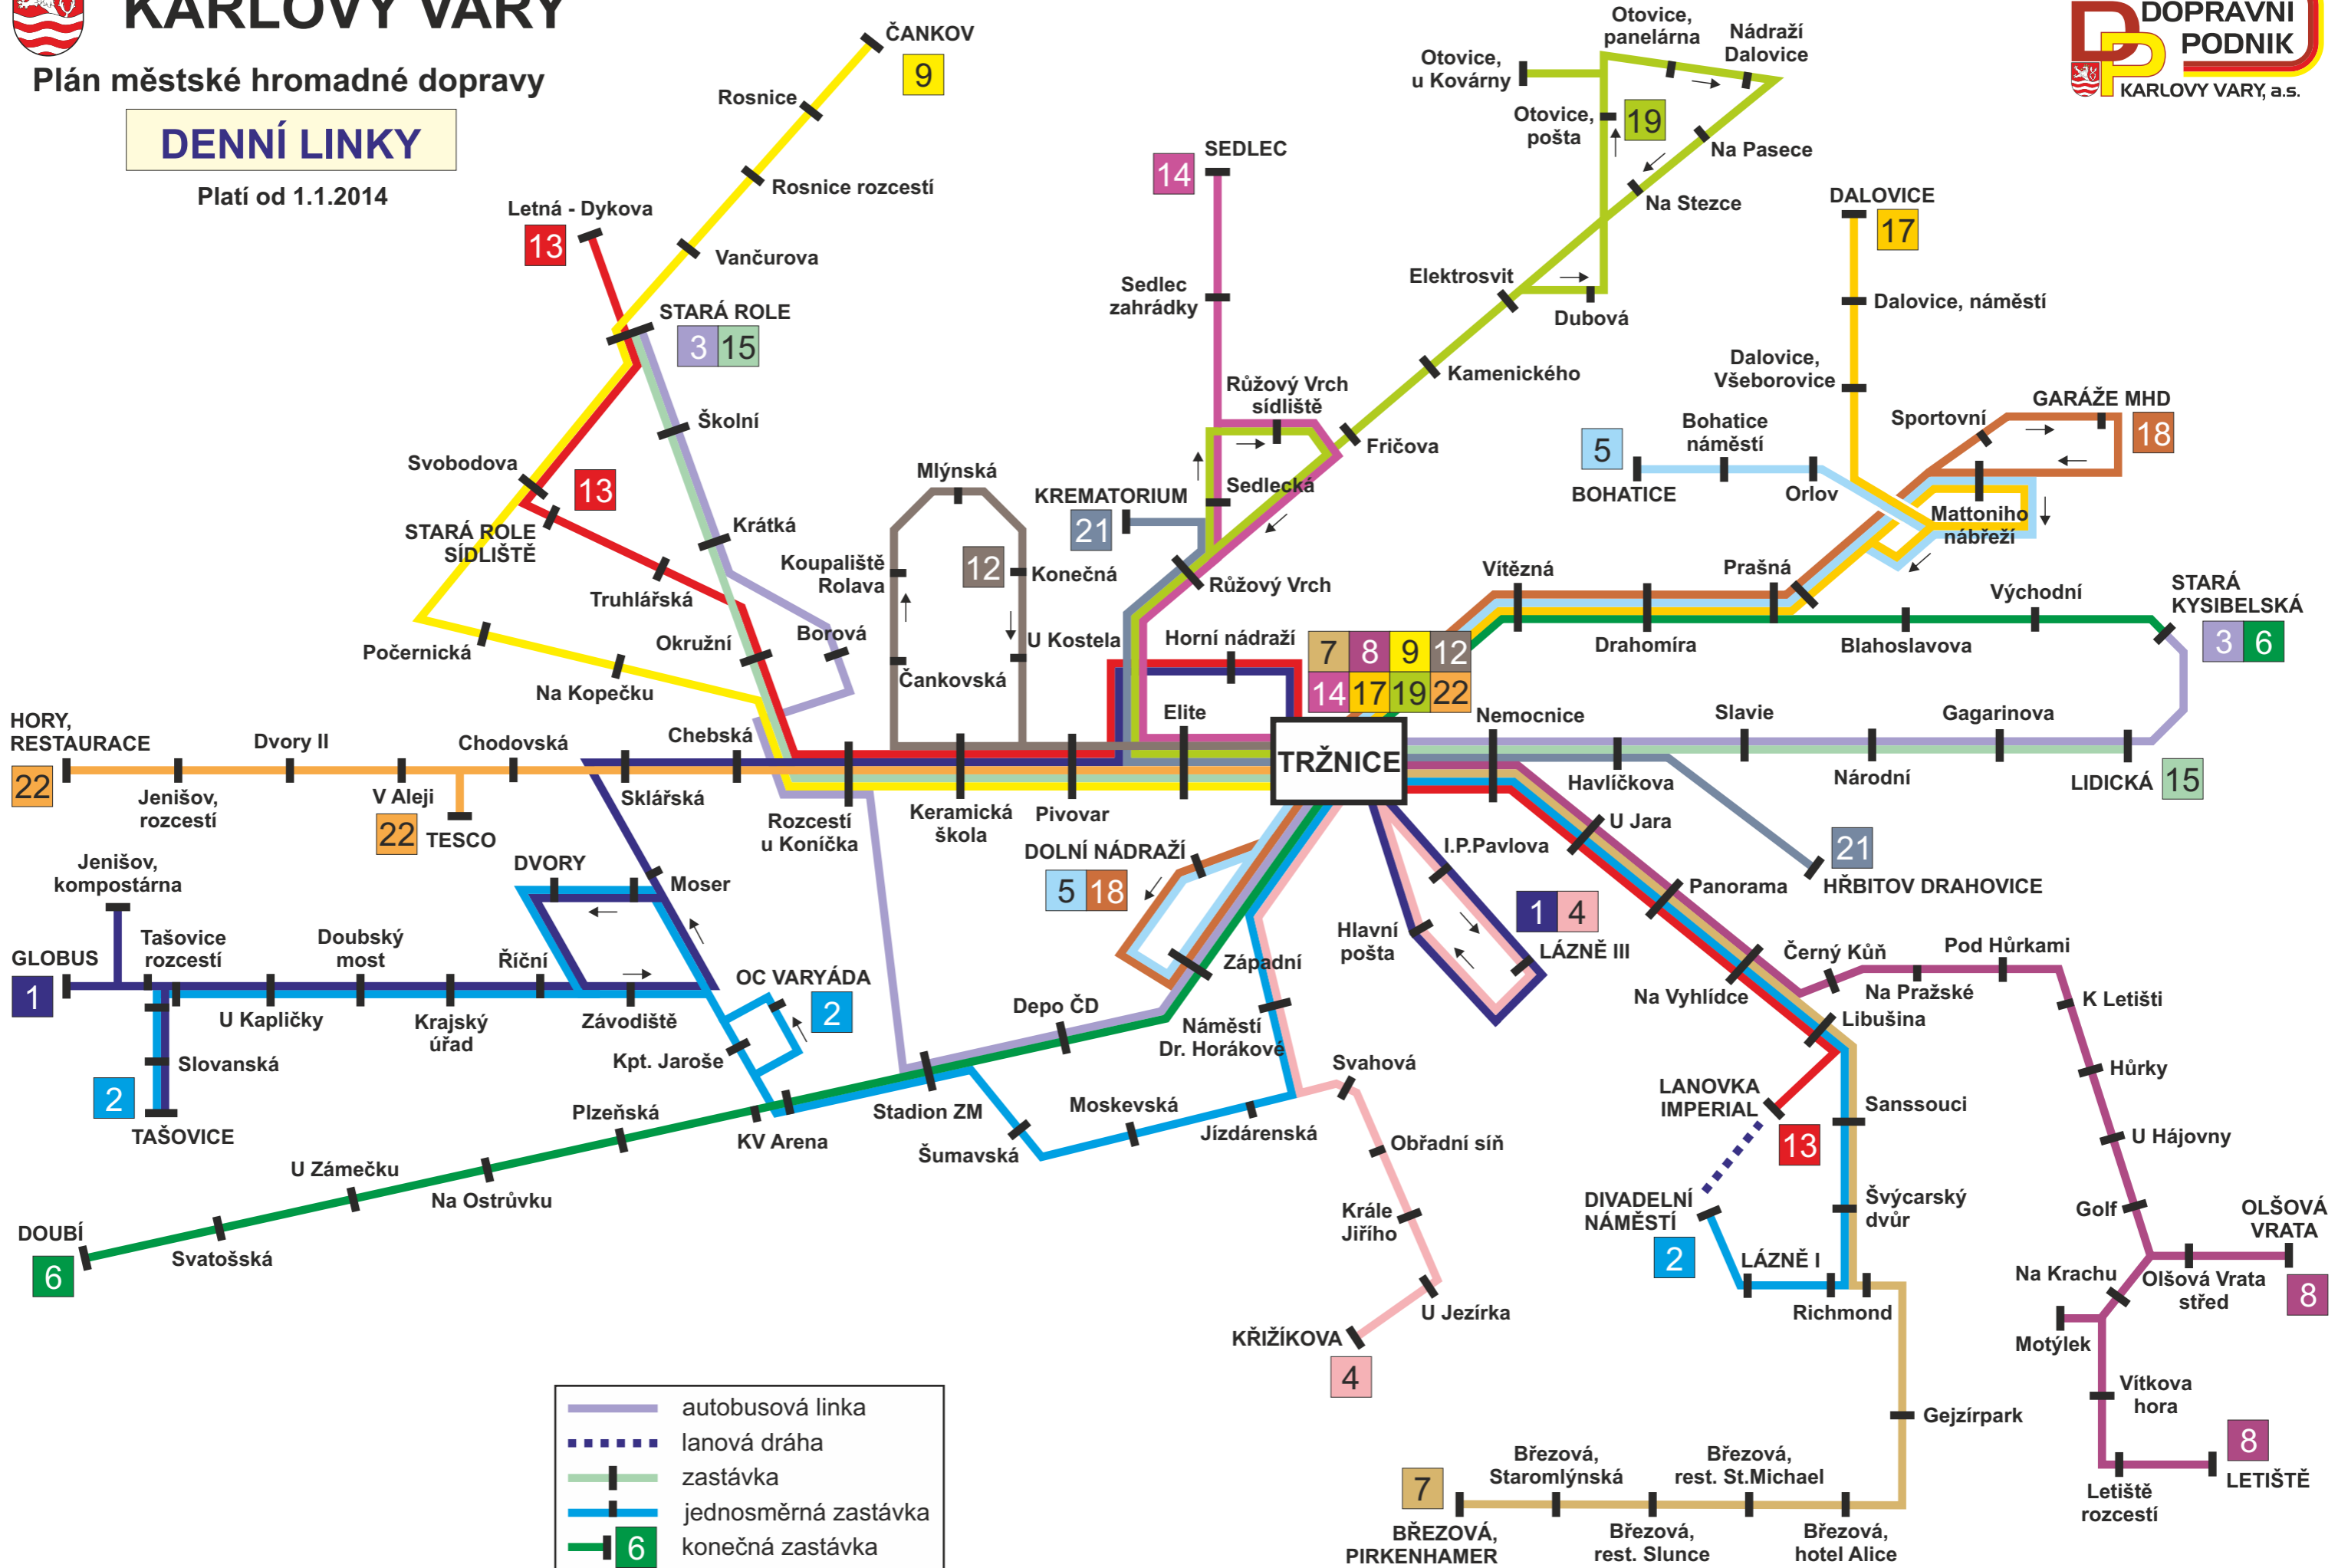 KARLOVY VARY
Plán městské hromadné dopravy
DENNÍ LINKY
Platí od 1.1.2014
DOPRAVNÍ
PODNIK
DP
KARLOVY VARY, a.s.
ČANKOV
9
Rosnice
Rosnice rozcestí
Vančurova
Letná - Dykova
13
STARÁ ROLE
3 15
Školní
Svobodova
13
STARÁ ROLE
SÍDLIŠTĚ
Krátká
Truhlářská
Okružní
Borová
Počernická
Na Kopečku
Mlýnská
Koupaliště
Rolava
12
Konečná
U Kostela
Čankovská
14
SEDLEC
Sedlec
zahrádky
Růžový Vrch
sídliště
Sedlecká
KREMATORIUM
21
Růžový Vrch
Horní nádraží
Otovice,
panelárna
Nádraží
Dalovice
Otovice,
u Kovárny
Otovice,
pošta
19
Na Pasece
Na Stezce
Elektrosvit
Dubová
Kamenického
Fričova
DALOVICE
17
Dalovice, náměstí
Dalovice,
Všeborovice
Sportovní
GARÁŽE MHD
18
5
BOHATICE
Bohatice
náměstí
Orlov
Mattoniho
nábřeží
Vítězná
Prašná
Drahomíra
Blahoslavova
Východní
STARÁ
KYSIBELSKÁ
3 6
7 8 9 12
14 17 19 22
TRŽNICE
Nemocnice
Havlíčkova
Slavie
Národní
Gagarinova
LIDICKÁ
15
HORY,
RESTAURACE
22
Jenišov,
rozcestí
Dvory II
V Aleji
22
TESCO
Chodovská
Sklářská
Chebská
Rozcestí
u Koníčka
Keramická
škola
Pivovar
Elite
U Jara
21
HŘBITOV DRAHOVICE
Panorama
Na Vyhlídce
Černý Kůň
Na Pražské
Pod Hůrkami
K Letišti
Hůrky
U Hájovny
Golf
OLŠOVÁ
VRATA
8
Olšová Vrata
střed
Na Krachu
Motýlek
Vítkova
hora
8
LETIŠTĚ
Letiště
rozcestí
Libušina
LANOVKA
IMPERIAL
13
Sanssouci
Švýcarský
dvůr
DIVADELNÍ
NÁMĚSTÍ
2
LÁZNĚ I
Richmond
Gejzírpark
Březová,
hotel Alice
Březová,
rest. St.Michael
Březová,
rest. Slunce
Březová,
Staromlýnská
7
BŘEZOVÁ,
PIRKENHAMER
I.P.Pavlova
Hlavní
pošta
1 4
LÁZNĚ III
DOLNÍ NÁDRAŽÍ
5 18
Západní
Náměstí
Dr. Horákové
Depo ČD
Stadion ZM
Svahová
Obřadní síň
Krále
Jiřího
U Jezírka
KŘIŽÍKOVA
4
Jízdárenská
Moskevská
Šumavská
KV Arena
Kpt. Jaroše
OC VARYÁDA
2
DVORY
Moser
Jenišov,
kompostárna
GLOBUS
1
Tašovice
rozcestí
Doubský
most
Říční
U Kapličky
Krajský
úřad
Závodiště
Slovanská
2
TAŠOVICE
Plzeňská
Na Ostrůvku
U Zámečku
Svatošská
DOUBÍ
6
autobusová linka
lanová dráha
zastávka
jednosměrná zastávka
6 konečná zastávka